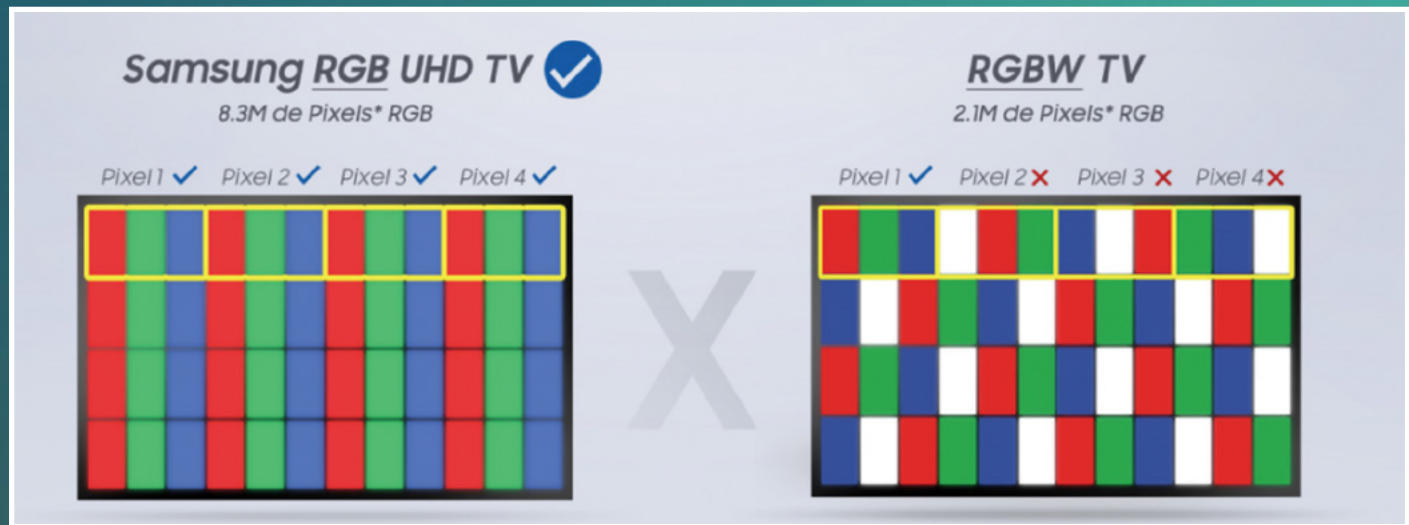 Samsung RGB UHD TV
8.3M de Pixels* RGB
Pixel 1 Pixel 2 Pixel 3 Pixel 4
X
RGBW TV
2.1M de Pixels* RGB
Pixel 1 Pixel 2 Pixel 3 Pixel 4